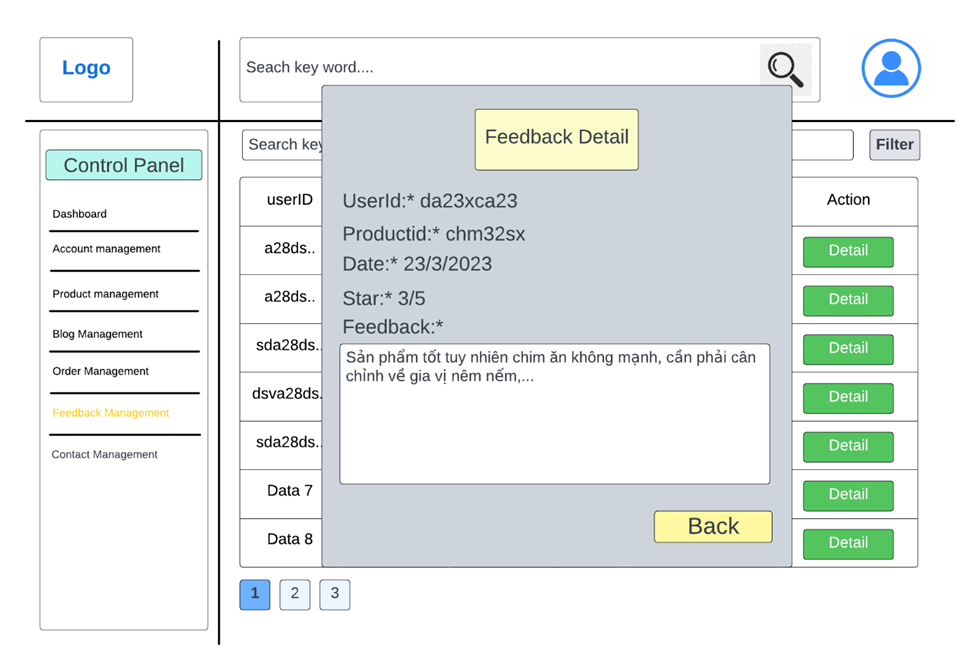 Logo
Seach key word....
Control Panel
Dashboard
Account management
Product management
Blog Management
Order Management
Feedback Management
Contact Management
Search key
Filter
userID
Action
a28ds..
Detail
a28ds..
Detail
sda28ds..
Detail
dsva28ds.
Detail
sda28ds..
Detail
Data 7
Detail
Data 8
Detail
1
2
3
Feedback Detail
UserId:* da23xca23
Productid:* chm32sx
Date:* 23/3/2023
Star:* 3/5
Feedback:*
Sản phẩm tốt tuy nhiên chim ăn không mạnh, cần phải cân
chỉnh về gia vị nêm nếm,...
Back